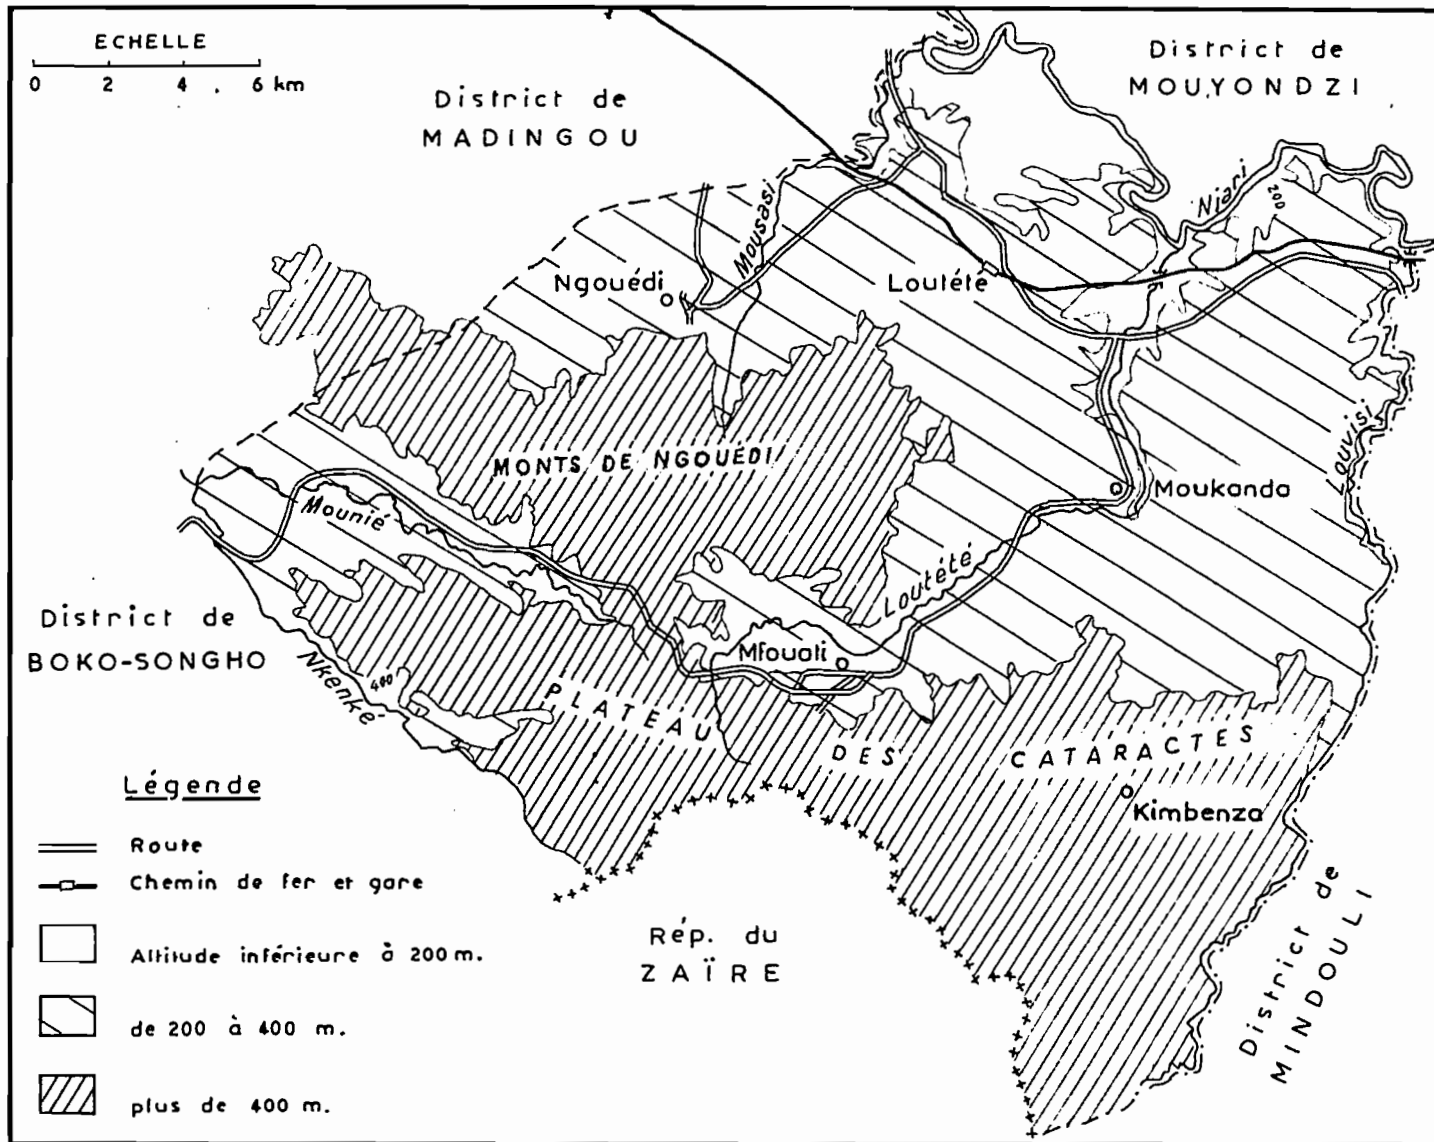 ECHELLE
0 2 4 6 km
District de
MADINGOU
District de
MOUYONDZI
Niari
200
Mousasi
Ngouédi
Loutété
MONTS DE NGOUÉDI
Louvisi
Moukanda
Mounié
Loutété
District de
BOKO-SONGHO
Nkenké
400
Mfouati
PLATEAU DES CATARACTES
Kimbenza
Rép. du
ZAÏRE
District de
MINDOULI
Légende
Route
Chemin de fer et gare
Altitude inférieure à 200 m.
de 200 à 400 m.
plus de 400 m.